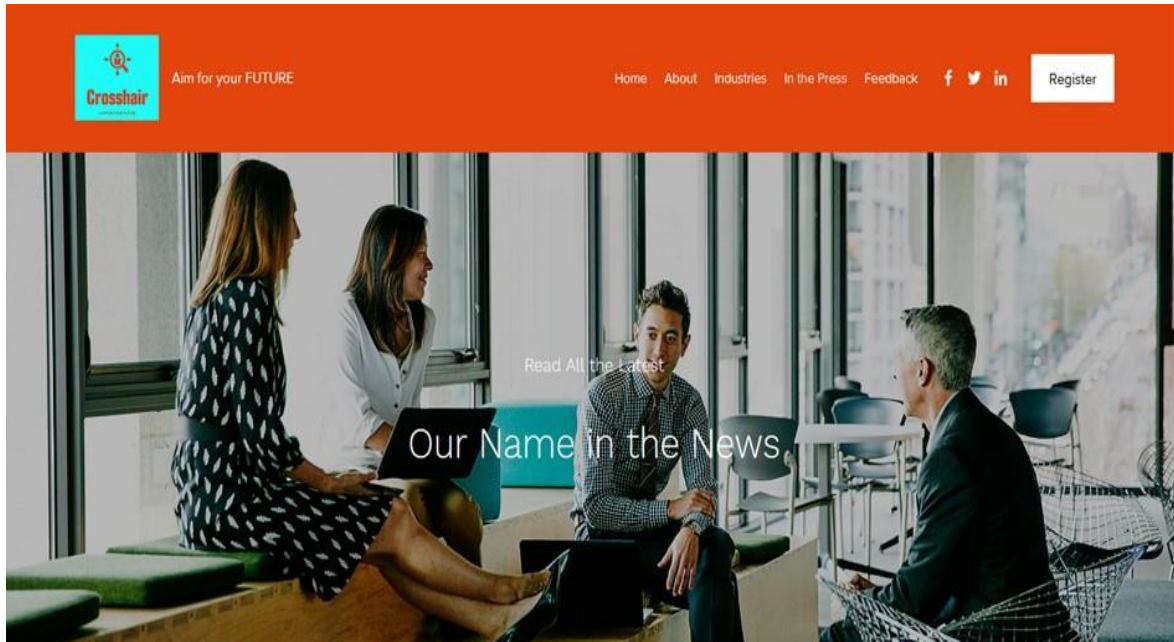 Crosshair
Aim for your FUTURE
Home About Industries In the Press Feedback f in Register
Read All the Latest
Our Name in the News